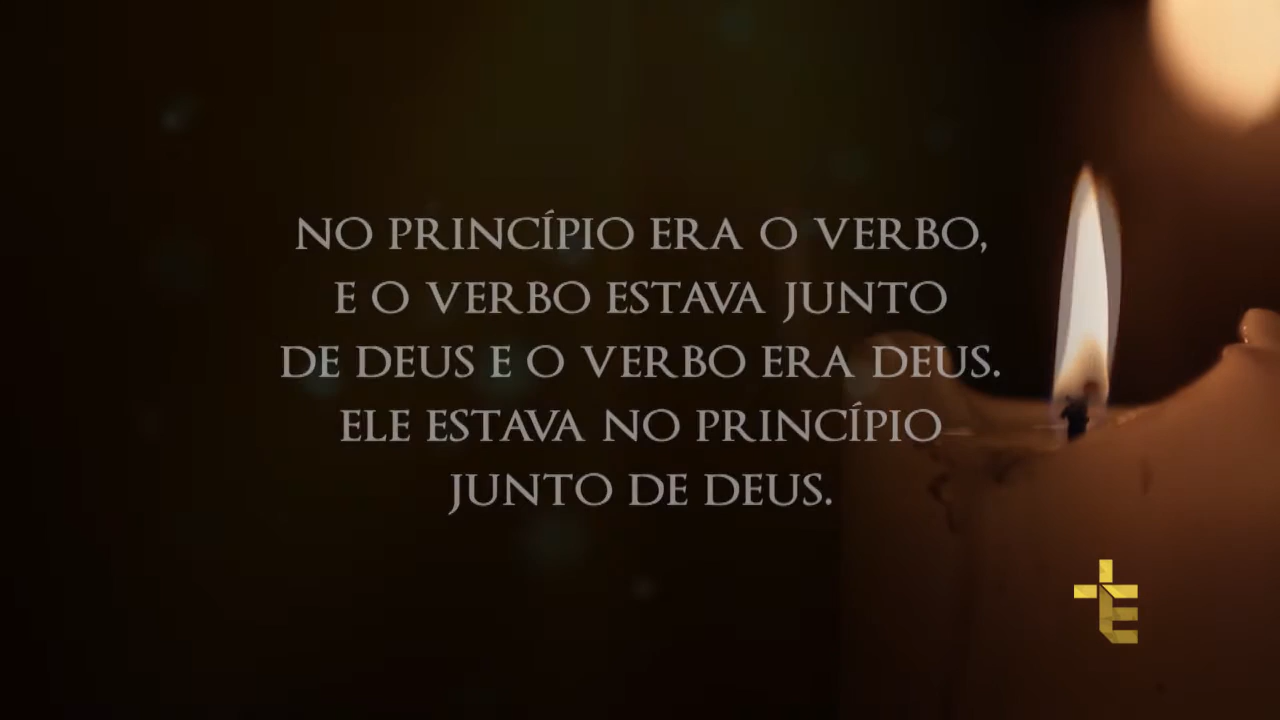 NO PRINCÍPIO ERA O VERBO,
E O VERBO ESTAVA JUNTO
DE DEUS E O VERBO ERA DEUS.
ELE ESTAVA NO PRINCÍPIO
JUNTO DE DEUS.